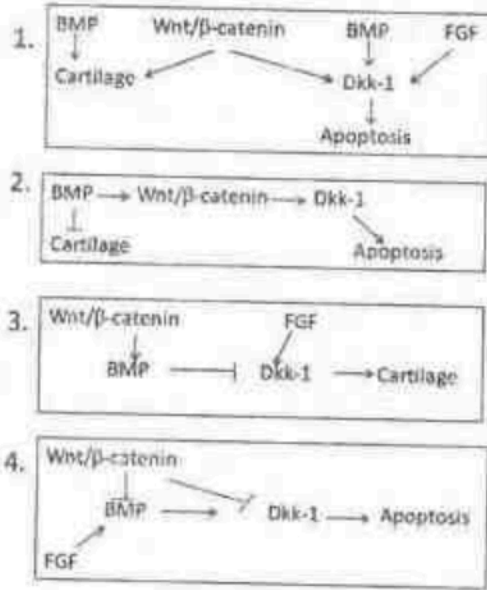 1.
BMP Wnt/β-catenin BMP FGF
Cartilage Dkk-1
Apoptosis
2.
BMP Wnt/β-catenin Dkk-1
Cartilage Apoptosis
3.
Wnt/β-catenin FGF
BMP Dkk-1 Cartilage
4.
Wnt/β-catenin
BMP Dkk-1 Apoptosis
FGF